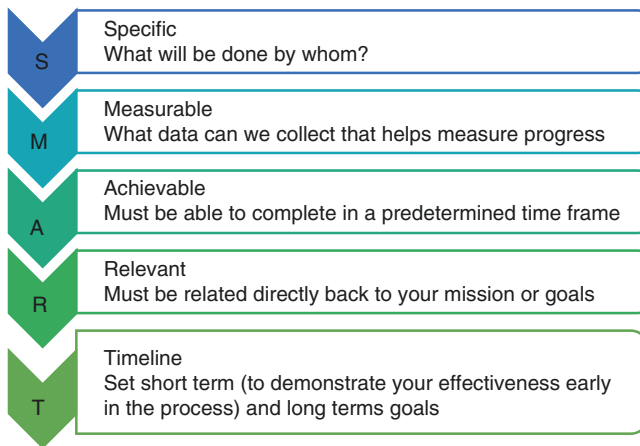 S
Specific
What will be done by whom?
M
Measurable
What data can we collect that helps measure progress
A
Achievable
Must be able to complete in a predetermined time frame
R
Relevant
Must be related directly back to your mission or goals
T
Timeline
Set short term (to demonstrate your effectiveness early
in the process) and long terms goals